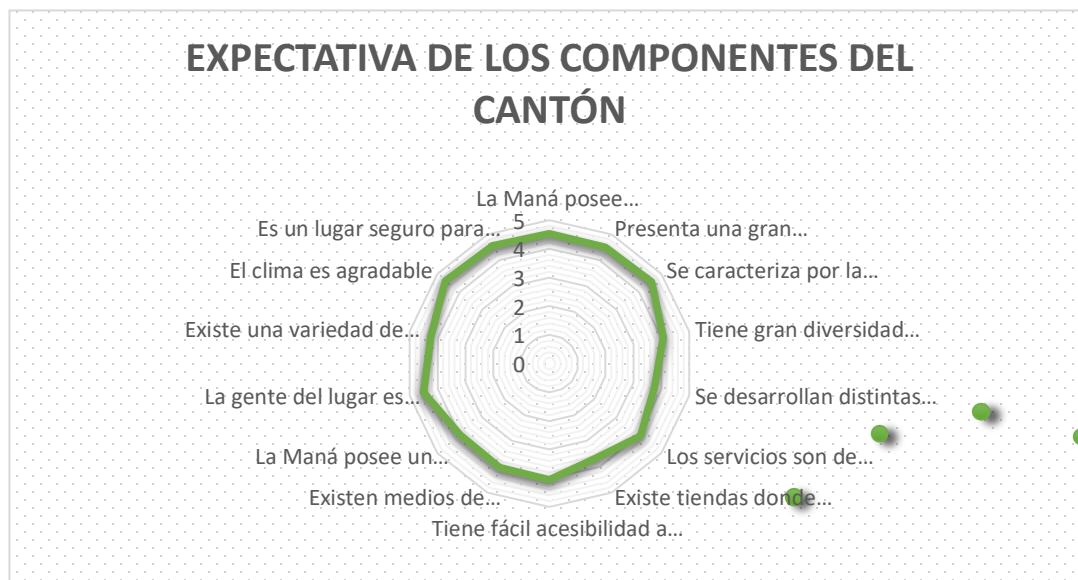 EXPECTATIVA DE LOS COMPONENTES DEL
CANTÓN
La Maná posee...
Presenta una gran...
Se caracteriza por la...
Tiene gran diversidad...
Se desarrollan distintas...
Los servicios son de...
Existe tiendas donde...
Tiene fácil acesibilidad a...
Existen medios de...
La Maná posee un...
La gente del lugar es...
Existe una variedad de...
El clima es agradable
Es un lugar seguro para...
5
4
3
2
1
0